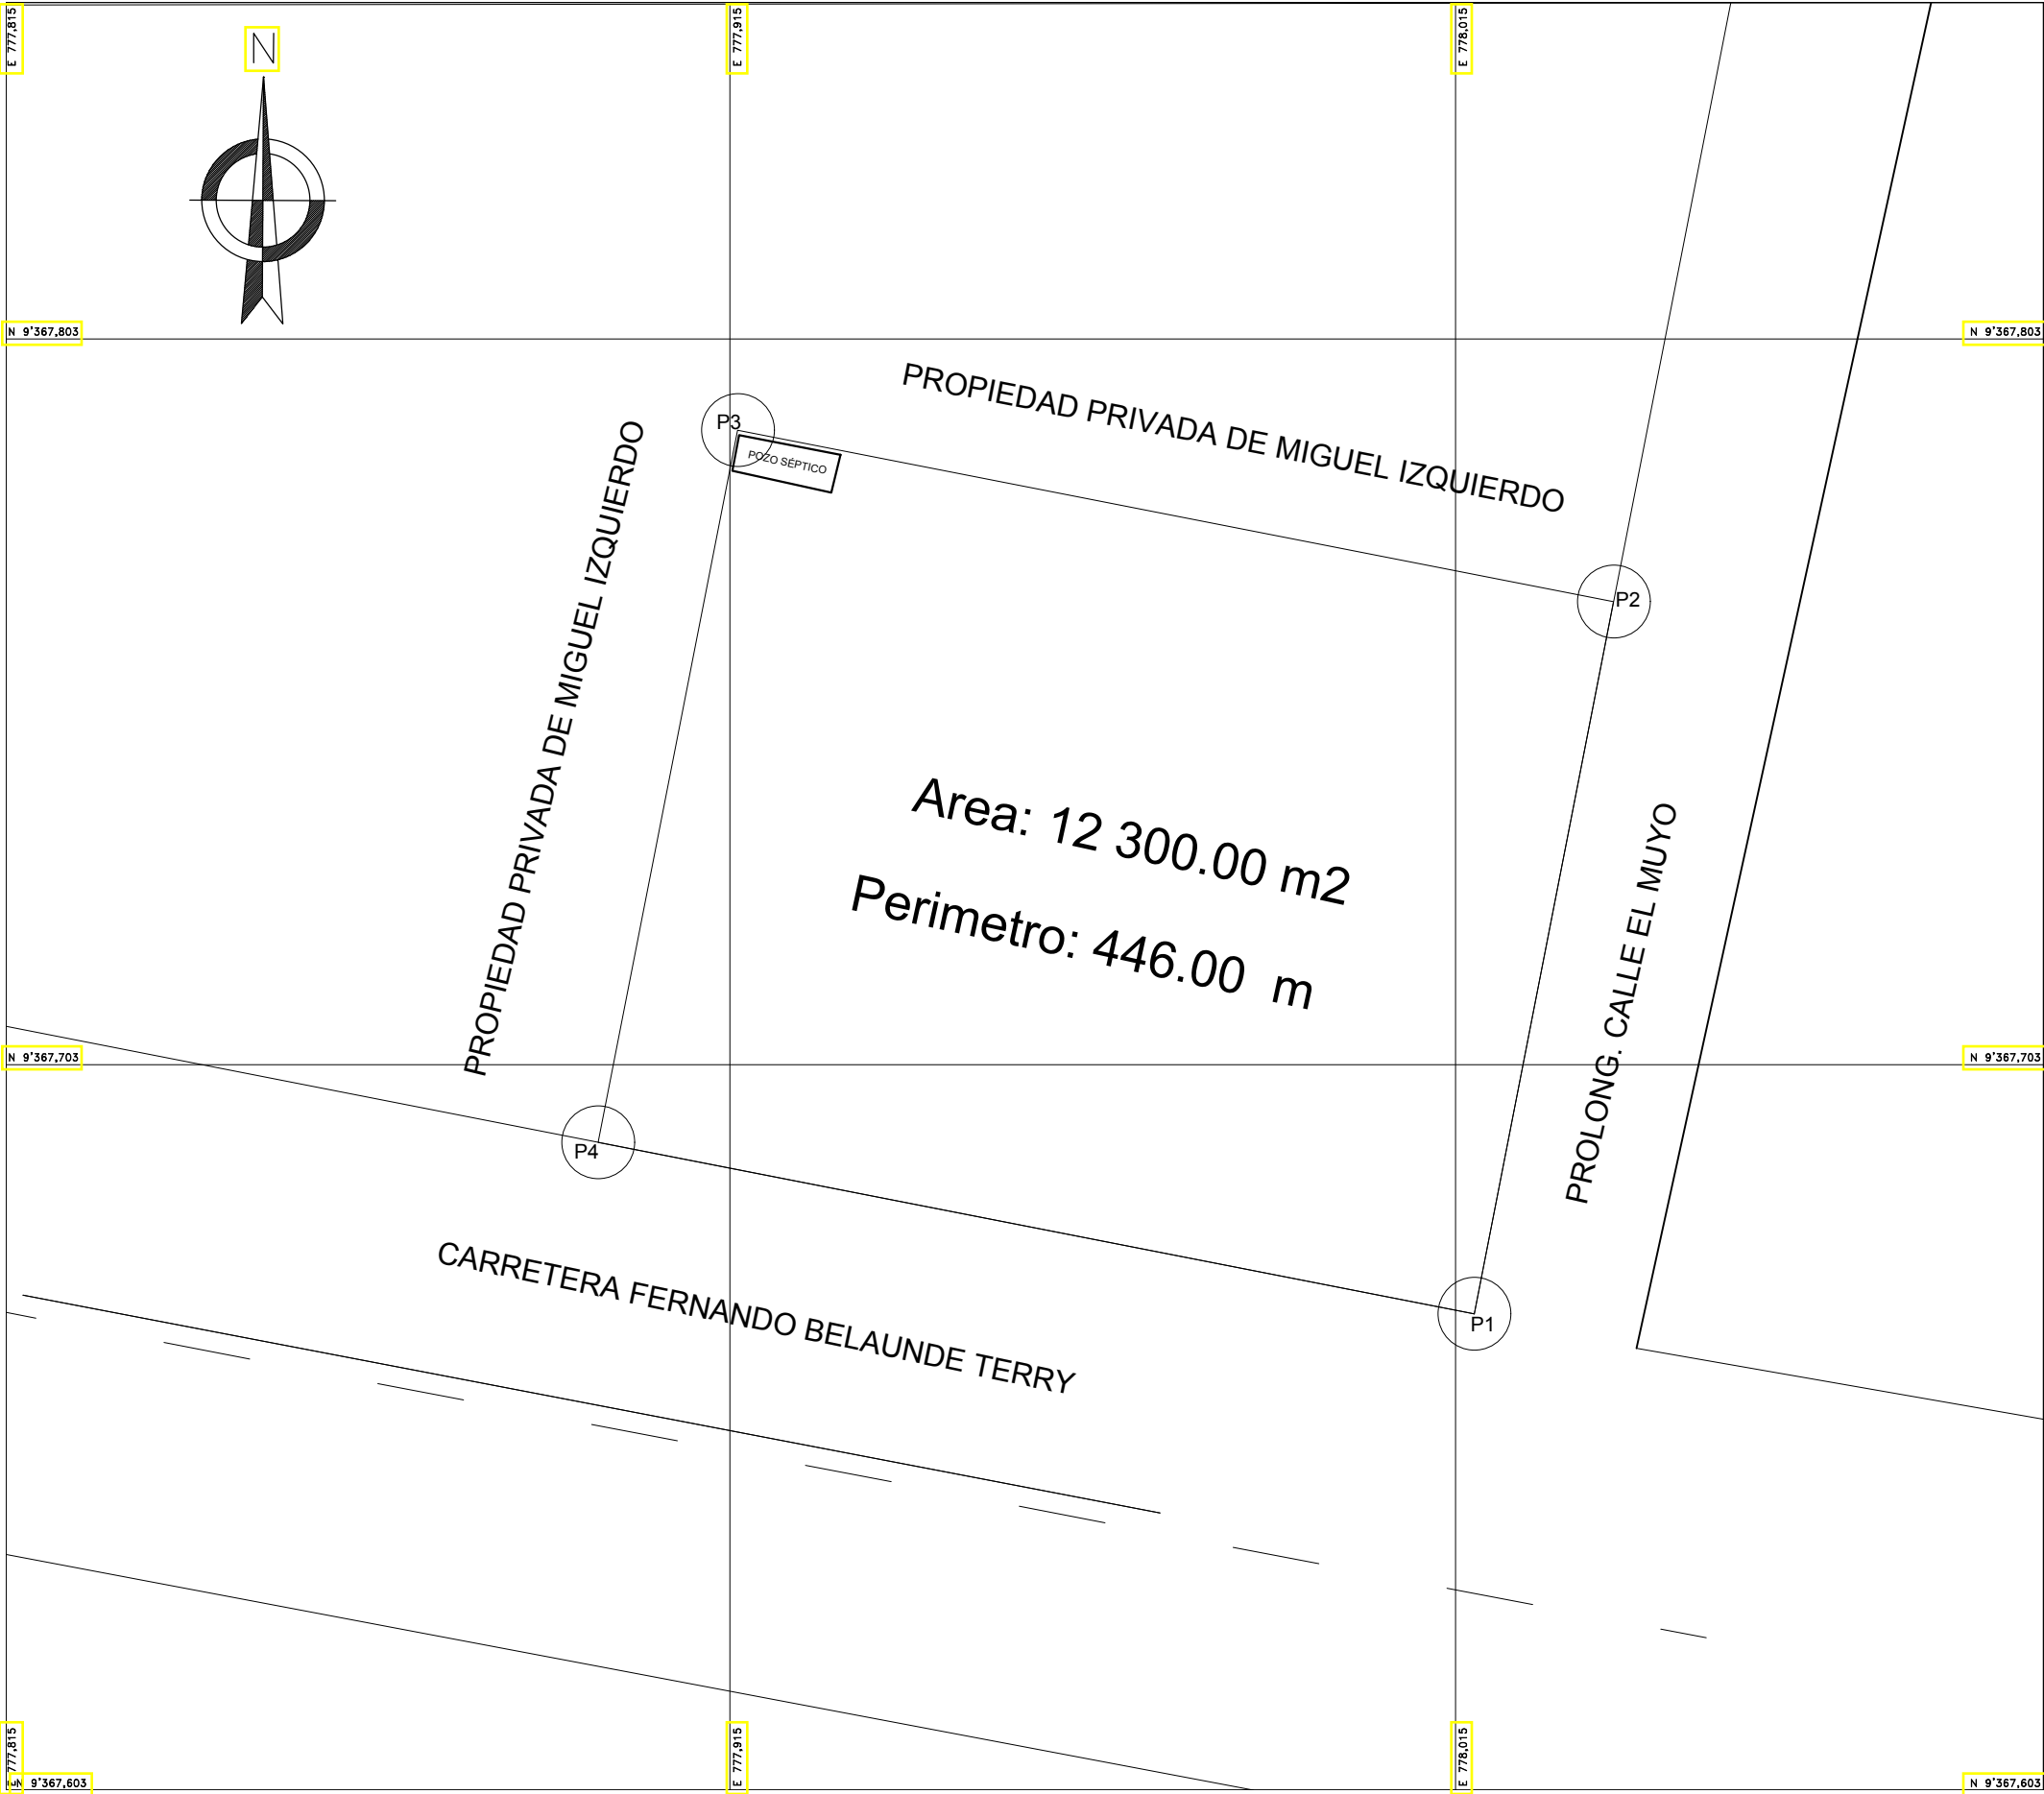 E 777,815
E 777,915
E 778,015
N
N 9'367,803
N 9'367,803
PROPIEDAD PRIVADA DE MIGUEL IZQUIERDO
P3
POZO SÉPTICO
PROPIEDAD PRIVADA DE MIGUEL IZQUIERDO
P2
Area: 12 300.00 m2
Perimetro: 446.00 m
PROLONG. CALLE EL MUYO
N 9'367,703
N 9'367,703
P4
CARRETERA FERNANDO BELAUNDE TERRY
P1
E 777,815
E 777,915
E 778,015
N 9'367,603
N 9'367,603